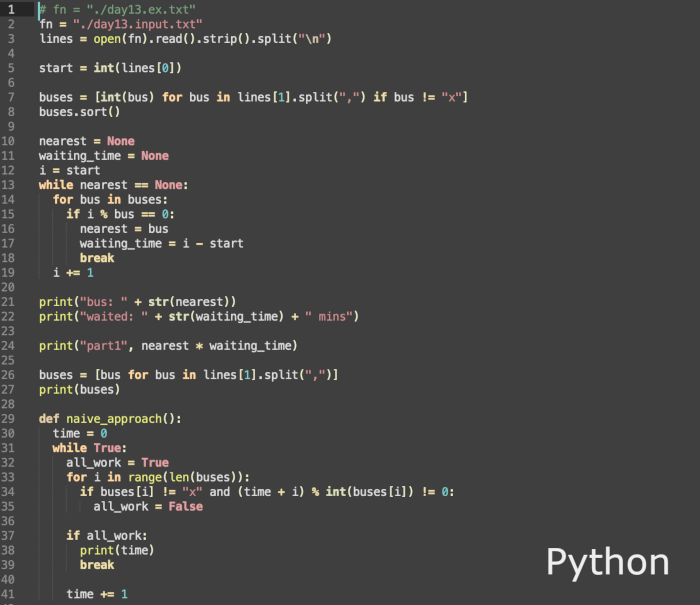 1 # fn = "./day13.ex.txt"
2 fn = "./day13.input.txt"
3 lines = open(fn).read().strip().split("\n")
4
5 start = int(lines[0])
6
7 buses = [int(bus) for bus in lines[1].split(",") if bus != "x"]
8 buses.sort()
9
10 nearest = None
11 waiting_time = None
12 i = start
13 while nearest == None:
14   for bus in buses:
15     if i % bus == 0:
16       nearest = bus
17       waiting_time = i - start
18       break
19   i += 1
20
21 print("bus: " + str(nearest))
22 print("waited: " + str(waiting_time) + " mins")
23
24 print("part1", nearest * waiting_time)
25
26 buses = [bus for bus in lines[1].split(",")]
27 print(buses)
28
29 def naive_approach():
30   time = 0
31   while True:
32     all_work = True
33     for i in range(len(buses)):
34       if buses[i] != "x" and (time + i) % int(buses[i]) != 0:
35         all_work = False
36
37     if all_work:
38       print(time)
39       break
40
41     time += 1
Python